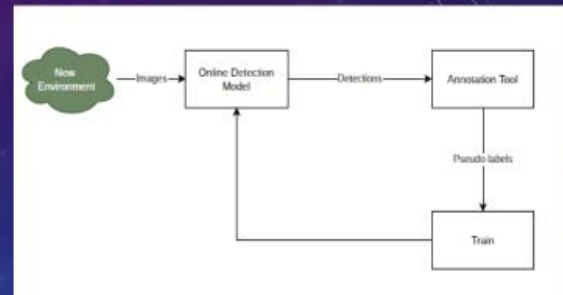 New
Environment
Images
Online Detection
Model
Detections
Annotation Tool
Pseudo labels
Train